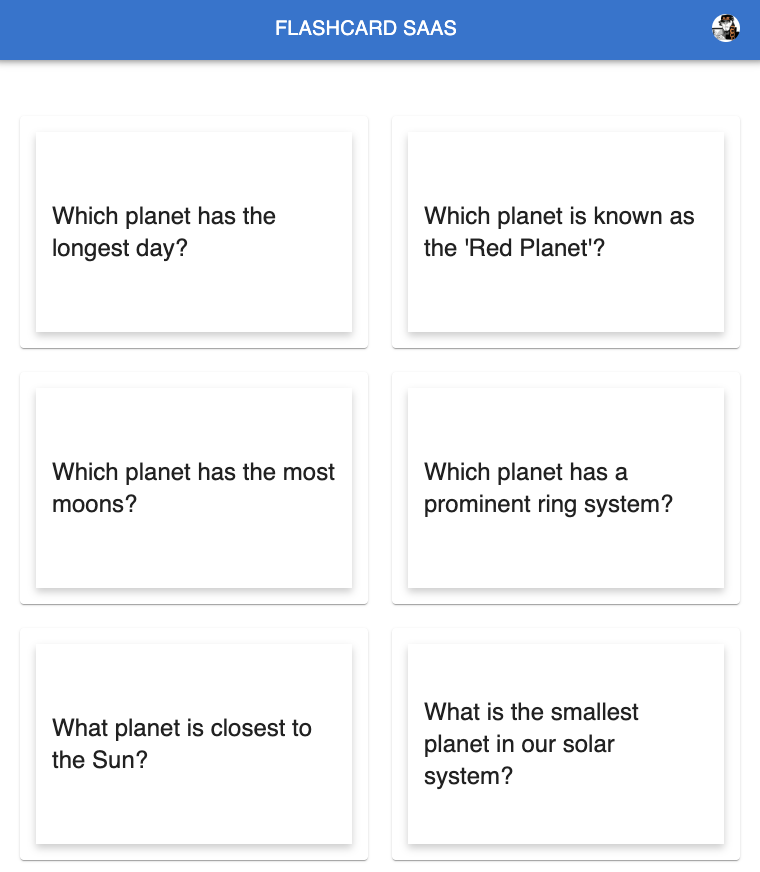 FLASHCARD SAAS
Which planet has the
longest day?
Which planet is known as
the 'Red Planet'?
Which planet has the most
moons?
Which planet has a
prominent ring system?
What planet is closest to
the Sun?
What is the smallest
planet in our solar
system?